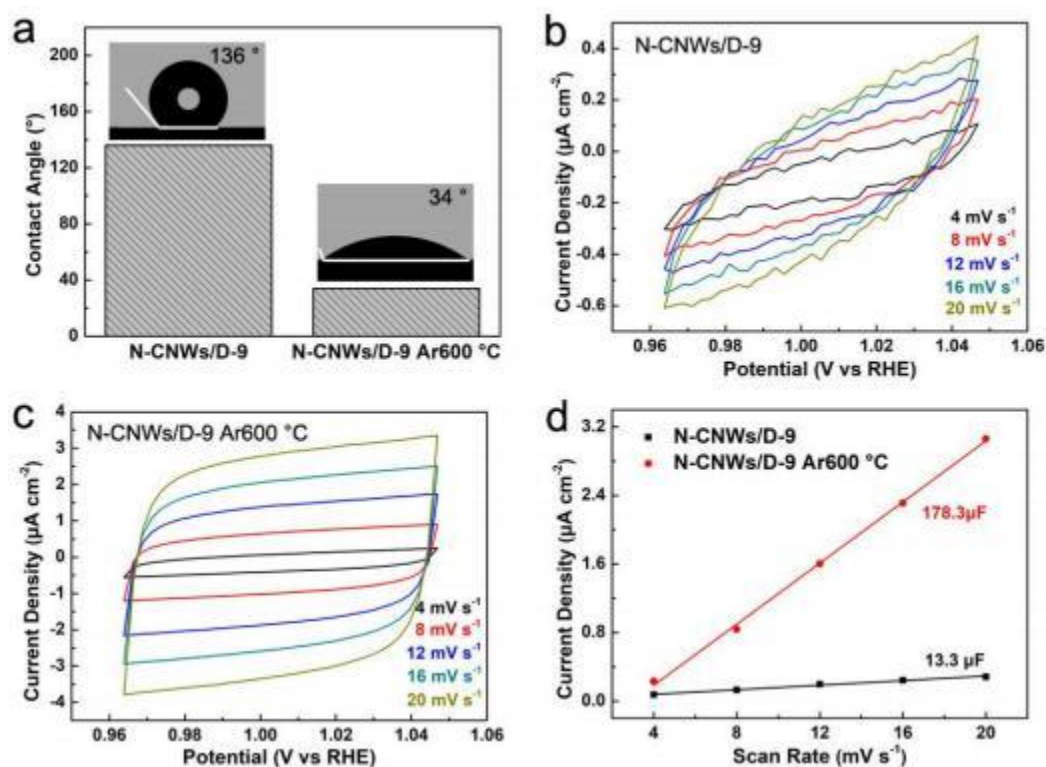 a
200
160
120
80
40
0
Contact Angle (°)
136 °
34 °
N-CNWs/D-9
N-CNWs/D-9 Ar600 °C
b
N-CNWs/D-9
0.4
0.2
0.0
-0.2
-0.4
-0.6
Current Density (μA cm⁻²)
4 mV s⁻¹
8 mV s⁻¹
12 mV s⁻¹
16 mV s⁻¹
20 mV s⁻¹
0.96 0.98 1.00 1.02 1.04 1.06
Potential (V vs RHE)
c
N-CNWs/D-9 Ar600 °C
4
3
2
1
0
-1
-2
-3
-4
Current Density (μA cm⁻²)
4 mV s⁻¹
8 mV s⁻¹
12 mV s⁻¹
16 mV s⁻¹
20 mV s⁻¹
0.96 0.98 1.00 1.02 1.04 1.06
Potential (V vs RHE)
d
N-CNWs/D-9
N-CNWs/D-9 Ar600 °C
3.2
2.4
1.6
0.8
0.0
Current Density (μA cm⁻²)
178.3μF
13.3 μF
4 8 12 16 20
Scan Rate (mV s⁻¹)